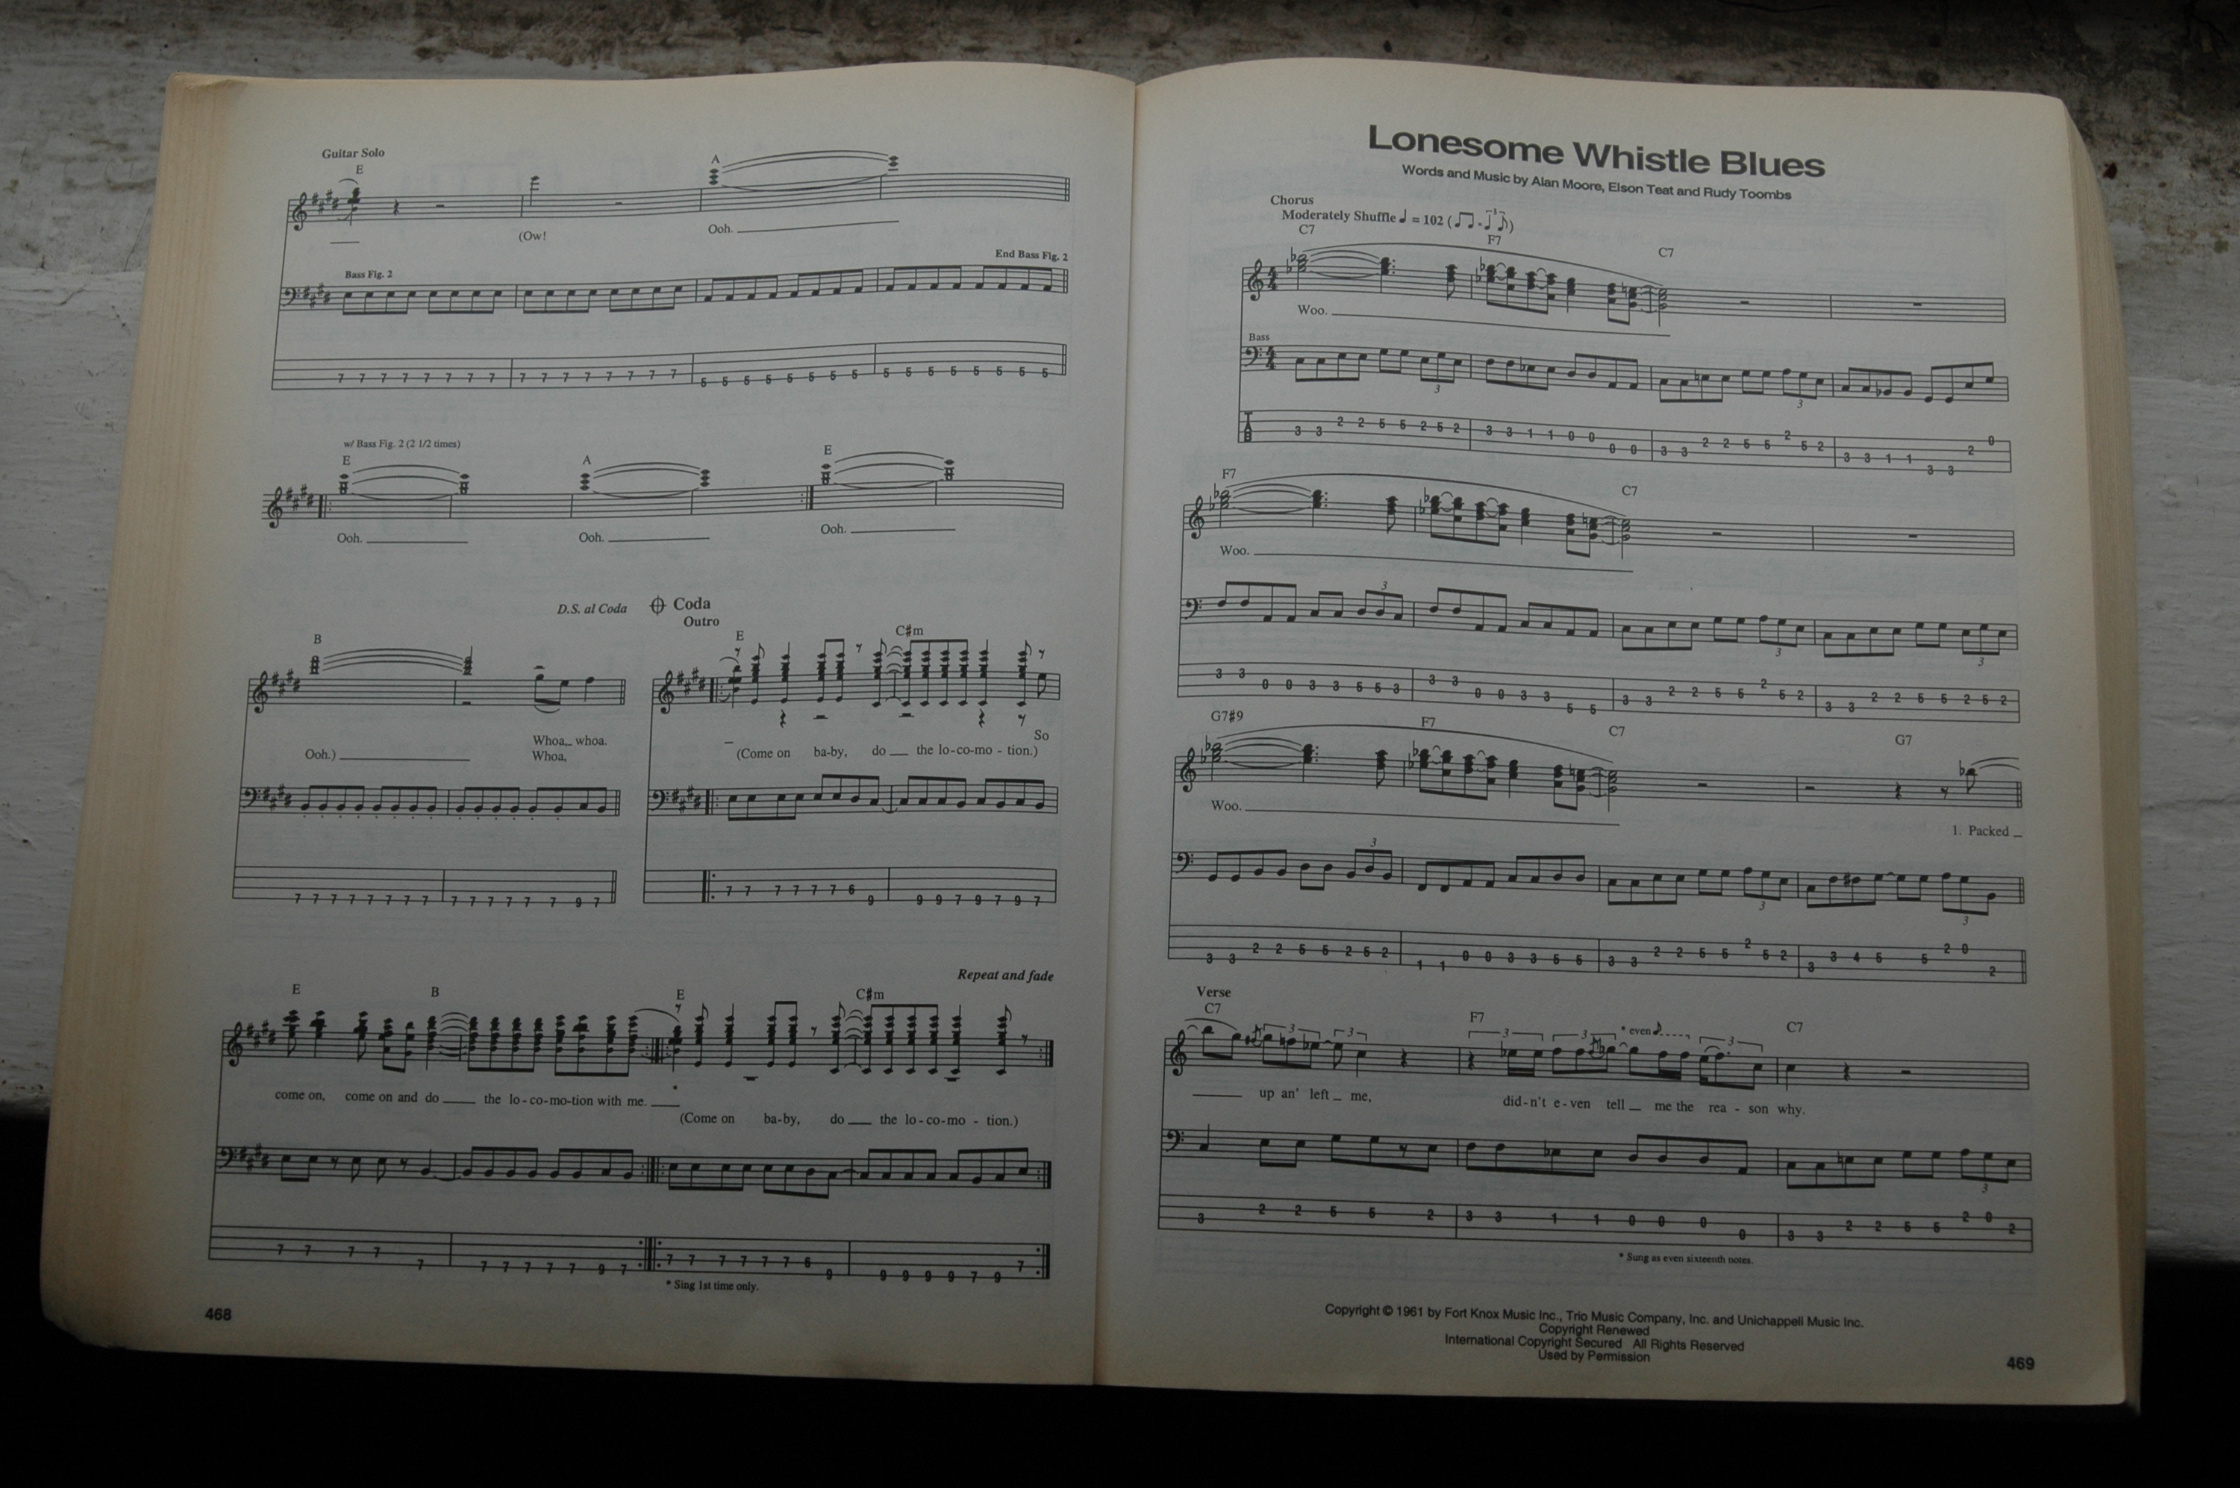 Guitar Solo
E A
(Ow! Ooh.
End Bass Fig. 2
Bass Fig. 2
7 7 7 7 7 7 7 7 7 7 7 7 7 7 7 7 5 5 5 5 5 5 5 5 5 5 5 5 5 5 5 5
w/ Bass Fig. 2 (2 1/2 times)
E A E
Ooh. Ooh. Ooh.
D.S. al Coda Coda
Outro
B E C#m
Whoa, whoa. So
Ooh.) Whoa, (Come on ba-by, do the lo-co-mo - tion.)
7 7 7 7 7 7 7 7 7 7 7 7 7 7 9 7 7 7 7 7 7 7 6 9 9 9 7 9 7 9 7
Repeat and fade
E B E C#m
come on, come on and do the lo-co-mo-tion with me.
(Come on ba-by, do the lo-co-mo - tion.)
7 7 7 7 7 7 7 7 7 7 9 7 7 7 7 7 7 7 6 9 9 9 9 9 7 9 7
* Sing 1st time only.
468
Lonesome Whistle Blues
Words and Music by Alan Moore, Elson Teat and Rudy Toombs
Chorus
Moderately Shuffle = 102
C7 F7 C7
Woo.
Bass
4/4
3
3
T A B 3 3 2 2 5 5 2 5 2 3 3 1 1 0 0 0 0 3 3 2 2 5 5 2 5 2 3 3 1 1 3 3 2 0
F7 C7
Woo.
3 3 3
3 3 0 0 3 3 5 5 3 3 3 0 0 3 3 5 5 3 3 2 2 5 5 2 5 2 3 3 2 2 5 5 2 5 2
G7#9 F7 C7 G7
Woo. 1. Packed
3 3 3
3 3 2 2 5 5 2 5 2 1 1 0 0 3 3 5 5 3 3 2 2 5 5 2 5 2 3 3 4 5 5 2 0 2
Verse
C7 F7 C7
3 3 3 3 * even 3
up an' left me, did-n't e-ven tell me the rea - son why.
3
3 2 2 5 5 2 3 3 1 1 0 0 0 0 3 3 2 2 5 5 2 0 2
* Sung as even sixteenth notes.
Copyright © 1961 by Fort Knox Music Inc., Trio Music Company, Inc. and Unichappell Music Inc.
Copyright Renewed
International Copyright Secured All Rights Reserved
Used by Permission
469